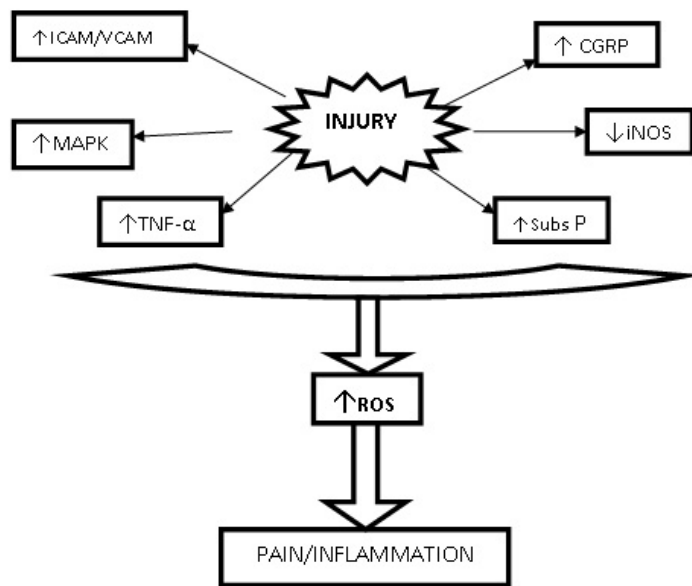 ↑ICAM/VCAM
↑ CGRP
INJURY
↑MAPK
↓iNOS
↑TNF-α
↑Subs P
↑ROS
PAIN/INFLAMMATION